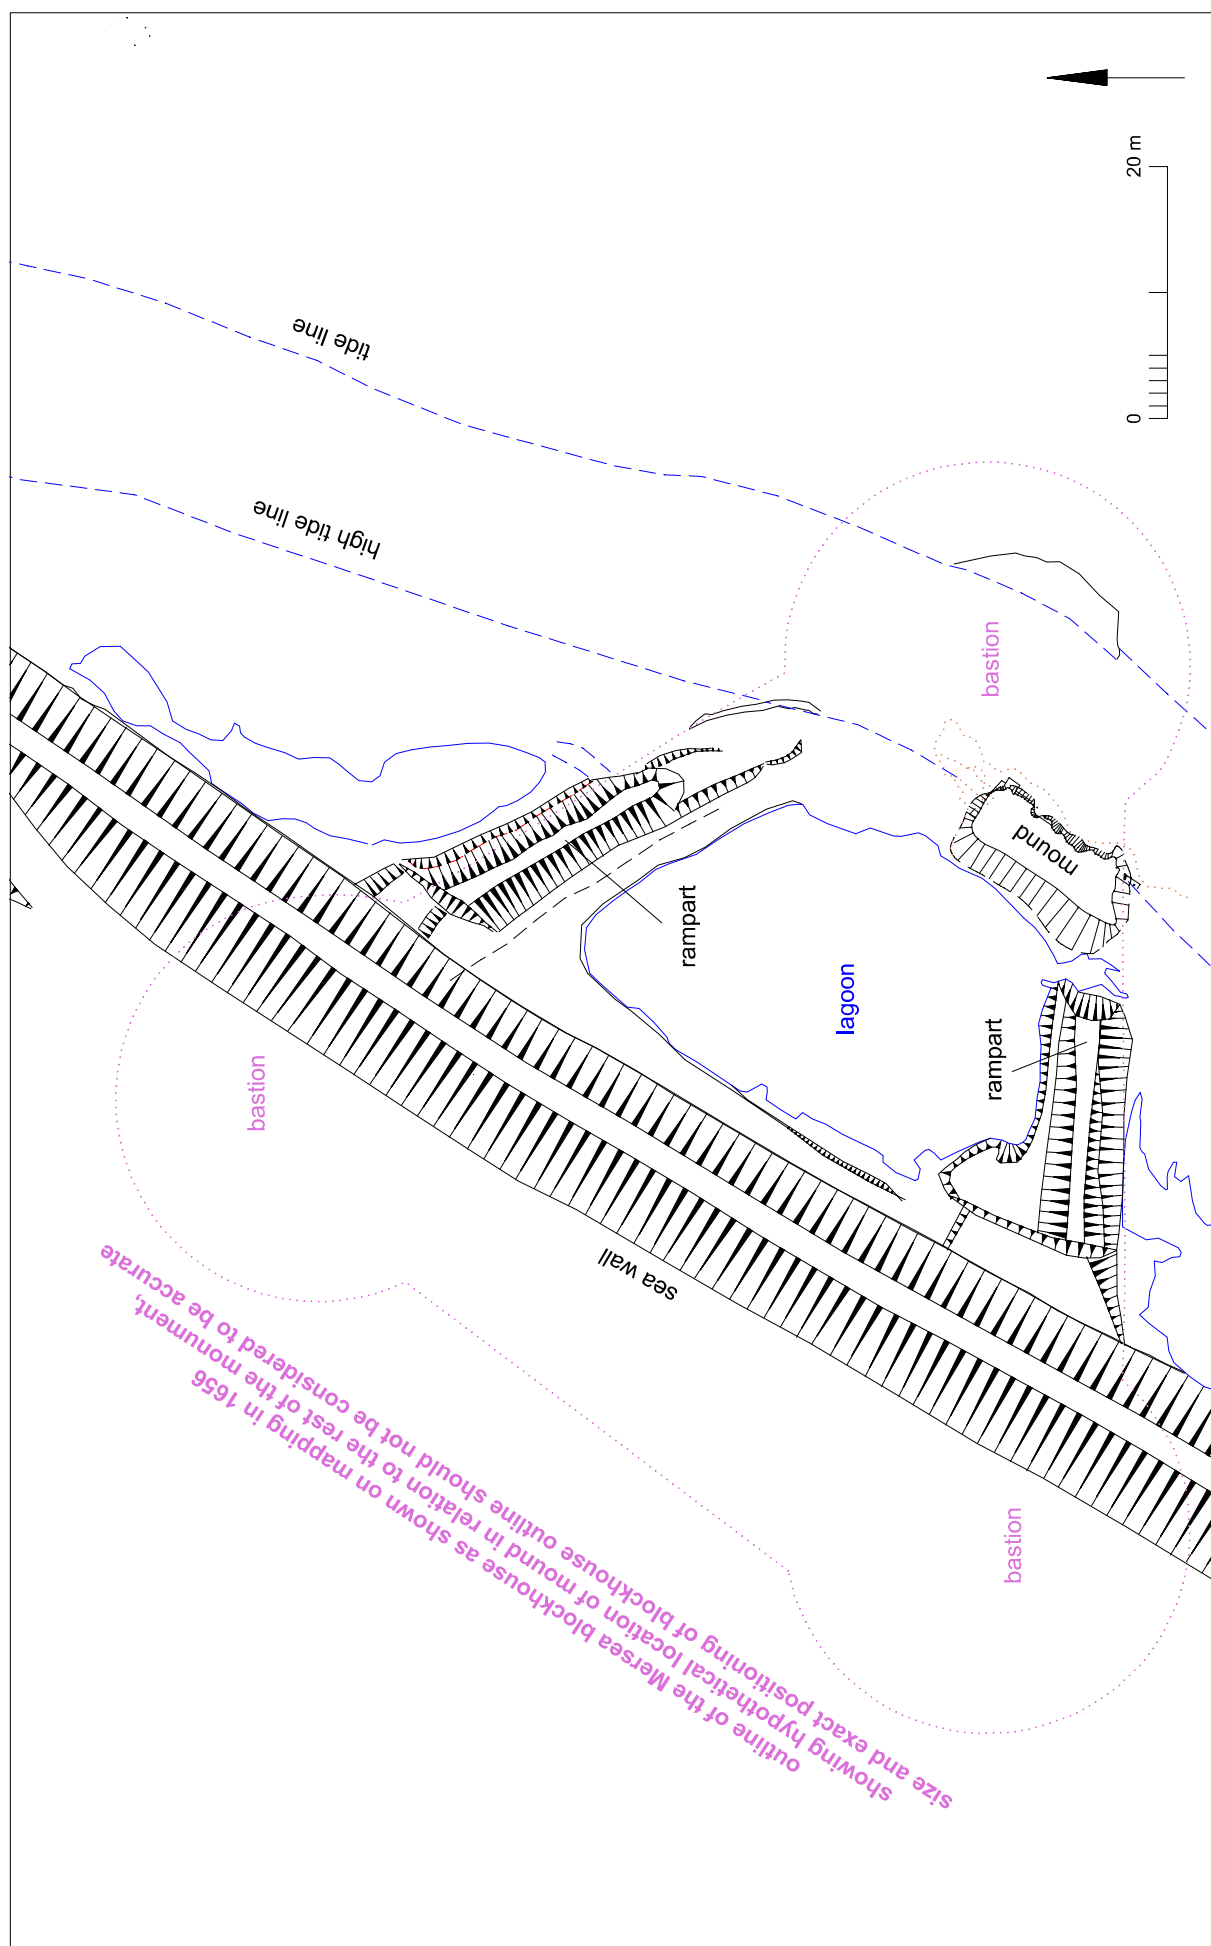 20 m
0
tide line
high tide line
bastion
mound
rampart
lagoon
rampart
bastion
sea wall
outline of the Mersea blockhouse as shown on mapping in 1656
showing hypothetical location of mound in relation to the rest of the monument,
size and exact positioning of blockhouse outline should not be considered to be accurate
bastion